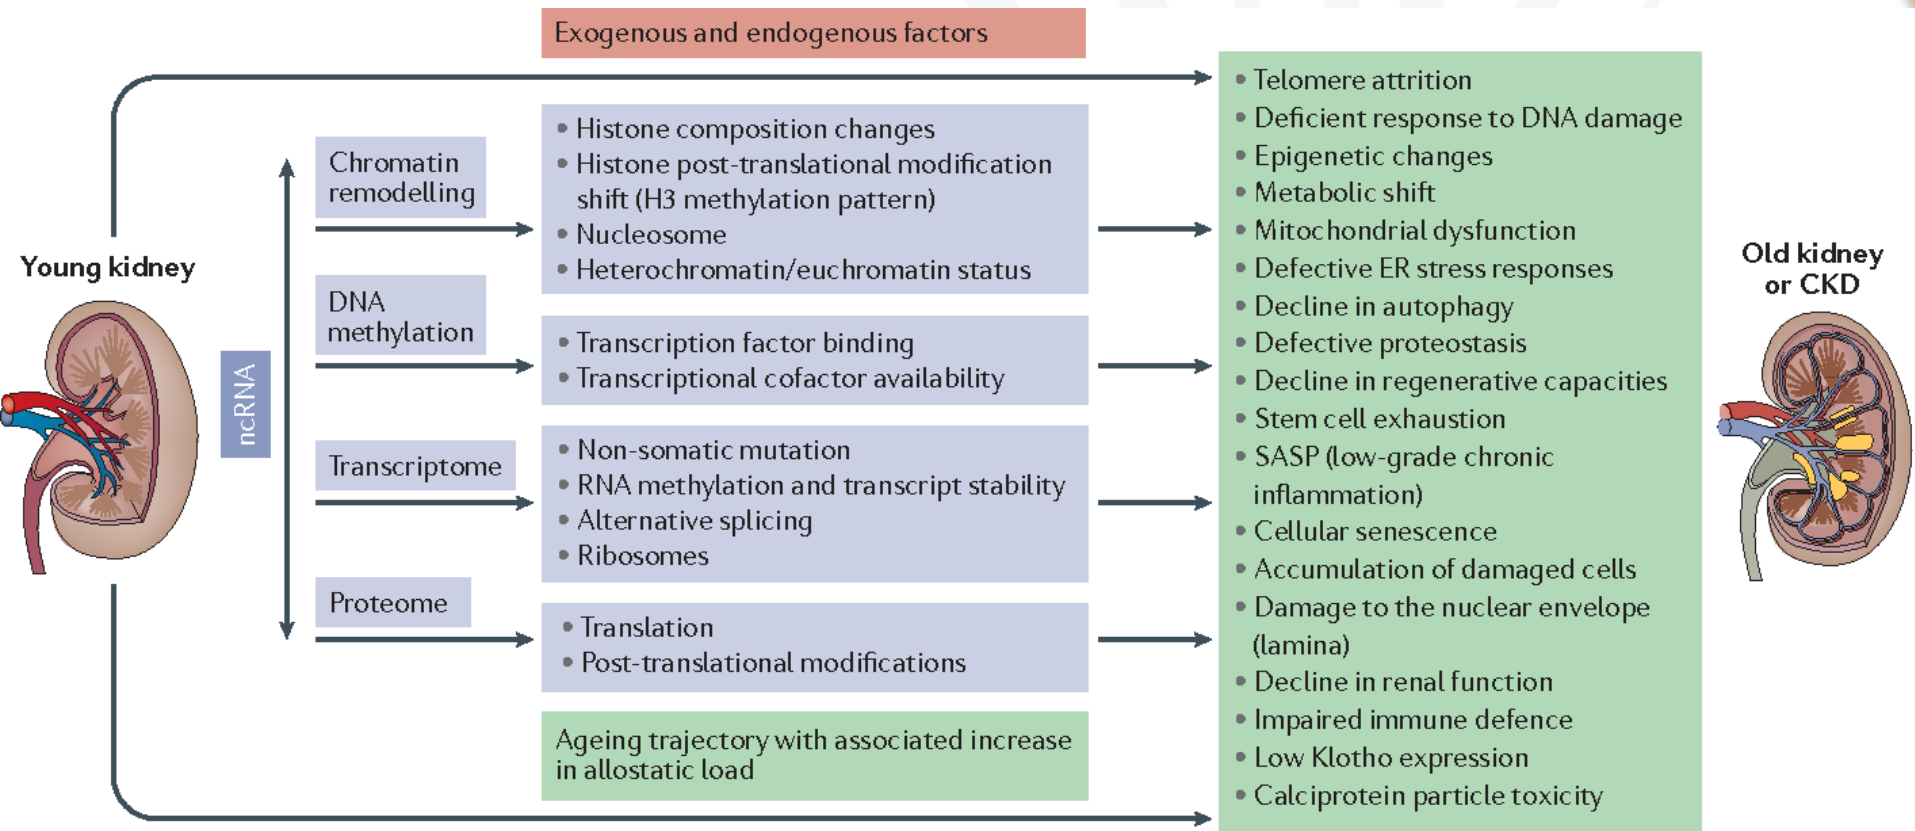 Exogenous and endogenous factors
Young kidney
ncRNA
Chromatin
remodelling
• Histone composition changes
• Histone post-translational modification
shift (H3 methylation pattern)
• Nucleosome
• Heterochromatin/euchromatin status
DNA
methylation
• Transcription factor binding
• Transcriptional cofactor availability
Transcriptome
• Non-somatic mutation
• RNA methylation and transcript stability
• Alternative splicing
• Ribosomes
Proteome
• Translation
• Post-translational modifications
Ageing trajectory with associated increase
in allostatic load
• Telomere attrition
• Deficient response to DNA damage
• Epigenetic changes
• Metabolic shift
• Mitochondrial dysfunction
• Defective ER stress responses
• Decline in autophagy
• Defective proteostasis
• Decline in regenerative capacities
• Stem cell exhaustion
• SASP (low-grade chronic
inflammation)
• Cellular senescence
• Accumulation of damaged cells
• Damage to the nuclear envelope
(lamina)
• Decline in renal function
• Impaired immune defence
• Low Klotho expression
• Calciprotein particle toxicity
Old kidney
or CKD